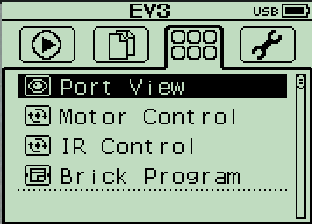 EV3 USB
Port View
Motor Control
IR Control
Brick Program